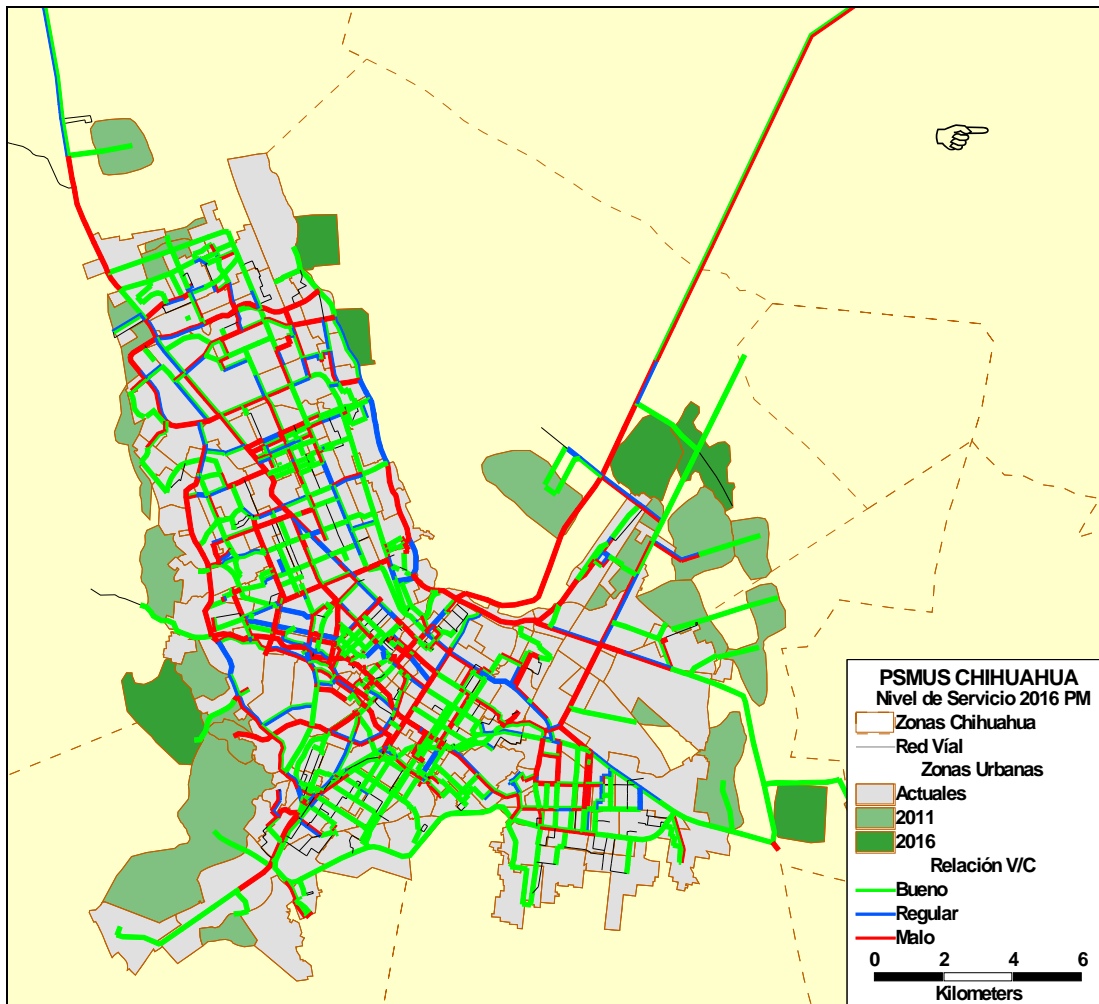 PSMUS CHIHUAHUA
Nivel de Servicio 2016 PM
Zonas Chihuahua
Red Víal
Zonas Urbanas
Actuales
2011
2016
Relación V/C
Bueno
Regular
Malo
0 2 4 6
Kilometers